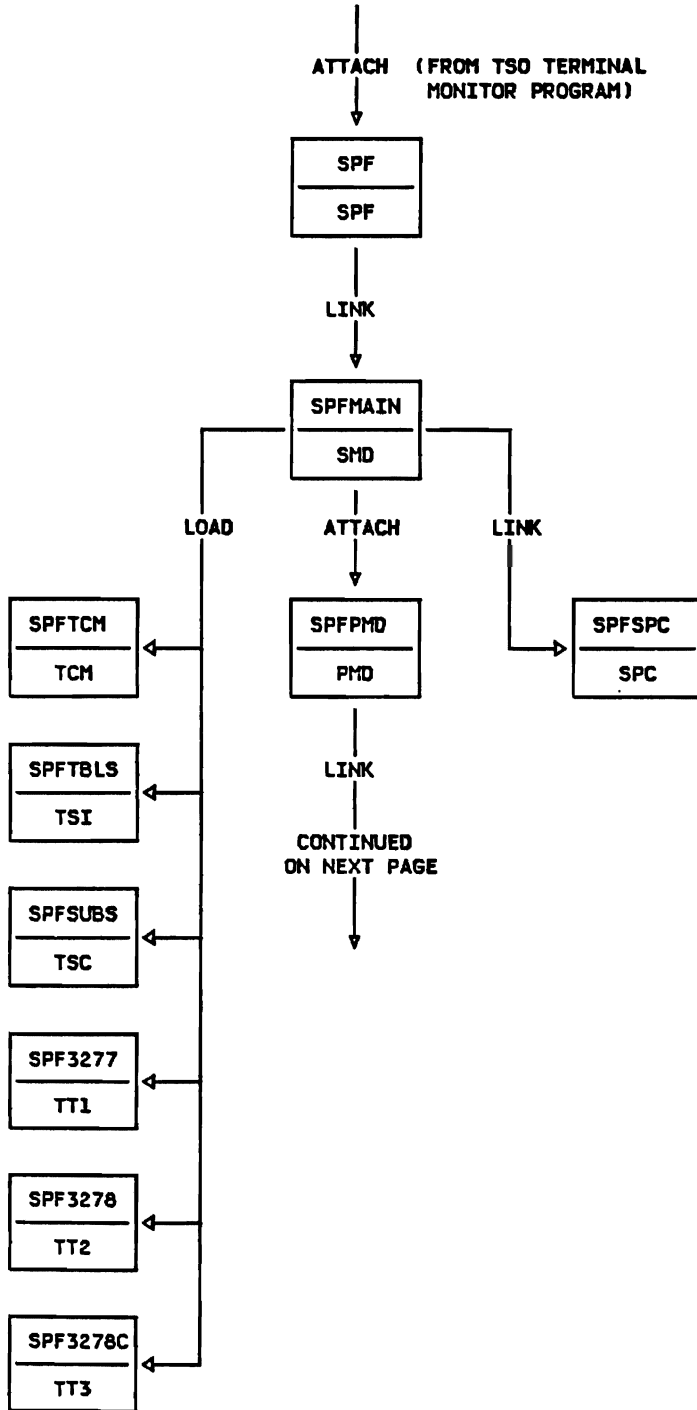 ATTACH (FROM TSO TERMINAL
MONITOR PROGRAM)
SPF
SPF
LINK
SPFMAIN
SMD
LOAD
ATTACH
LINK
SPFTCM
TCM
SPFPMD
PMD
SPFSPC
SPC
SPFTBLS
TSI
LINK
CONTINUED
ON NEXT PAGE
SPFSUBS
TSC
SPF3277
TT1
SPF3278
TT2
SPF3278C
TT3